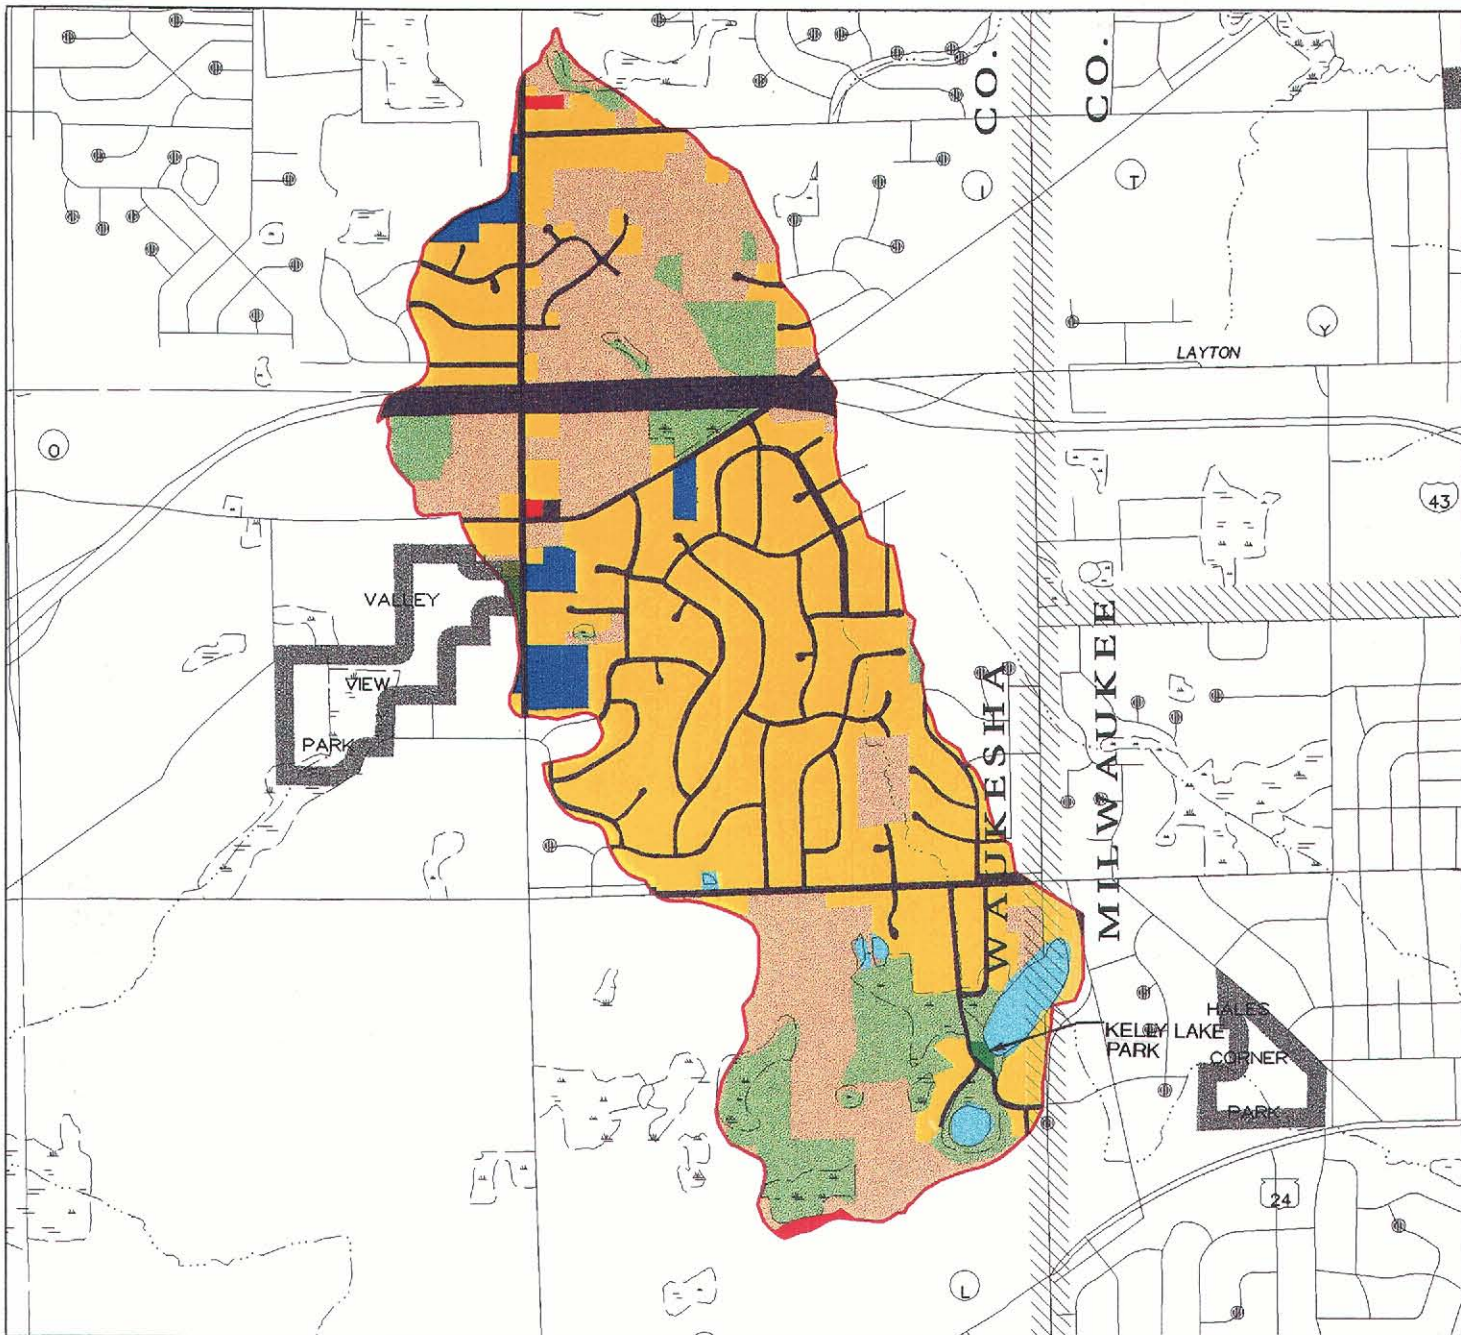 CO.
CO.
I
T
Y
LAYTON
O
43
VALLEY
VIEW
PARK
WAUKESHA
MILWAUKEE
KELLY LAKE
PARK
HALES
CORNER
PARK
24
L